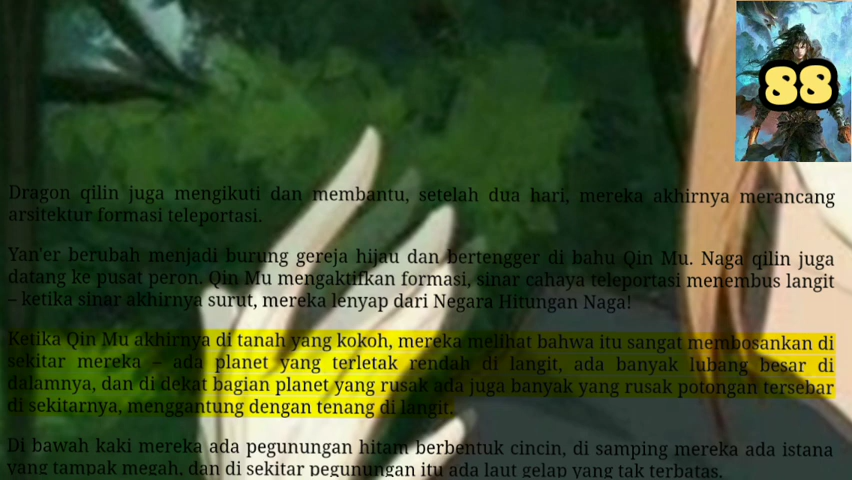 88
Dragon qilin juga mengikuti dan membantu, setelah dua hari, mereka akhirnya merancang
arsitektur formasi teleportasi.
Yan'er berubah menjadi burung gereja hijau dan bertengger di bahu Qin Mu. Naga qilin juga
datang ke pusat peron. Qin Mu mengaktifkan formasi, sinar cahaya teleportasi menembus langit
– ketika sinar akhirnya surut, mereka lenyap dari Negara Hitungan Naga!
Ketika Qin Mu akhirnya di tanah yang kokoh, mereka melihat bahwa itu sangat membosankan di
sekitar mereka – ada planet yang terletak rendah di langit, ada banyak lubang besar di
dalamnya, dan di dekat bagian planet yang rusak ada juga banyak yang rusak potongan tersebar
di sekitarnya, menggantung dengan tenang di langit.
Di bawah kaki mereka ada pegunungan hitam berbentuk cincin, di samping mereka ada istana
yang tampak megah, dan di sekitar pegunungan itu ada laut gelap yang tak terbatas.